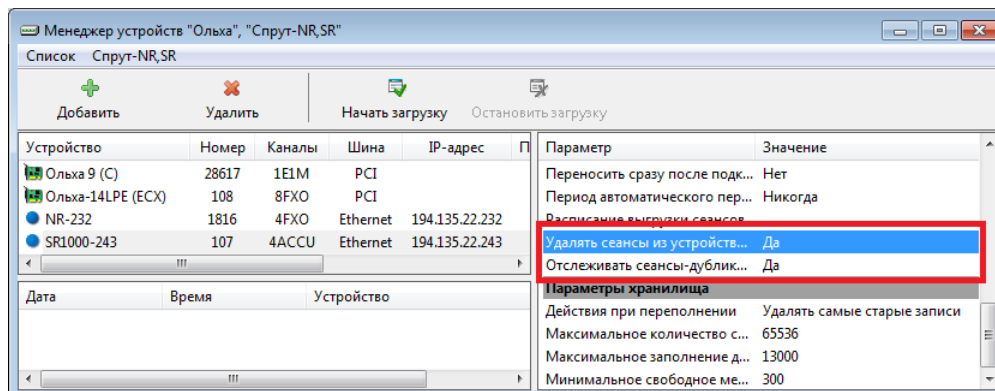 Менеджер устройств "Ольха", "Спрут-NR,SR"
Список Спрут-NR,SR
Добавить Удалить Начать загрузку Остановить загрузку
Устройство Номер Каналы Шина IP-адрес П
Ольха 9 (C) 28617 1E1M PCI
Ольха-14LPE (ECX) 108 8FXO PCI
NR-232 1816 4FXO Ethernet 194.135.22.232
SR1000-243 107 4ACCU Ethernet 194.135.22.243
Дата Время Устройство
Параметр Значение
Переносить сразу после подк... Нет
Период автоматического пер... Никогда
Расписание выгрузки сеансов
Удалять сеансы из устройств... Да
Отслеживать сеансы-дублик... Да
Параметры хранилища
Действия при переполнении Удалять самые старые записи
Максимальное количество с... 65536
Максимальное заполнение д... 13000
Минимальное свободное ме... 300